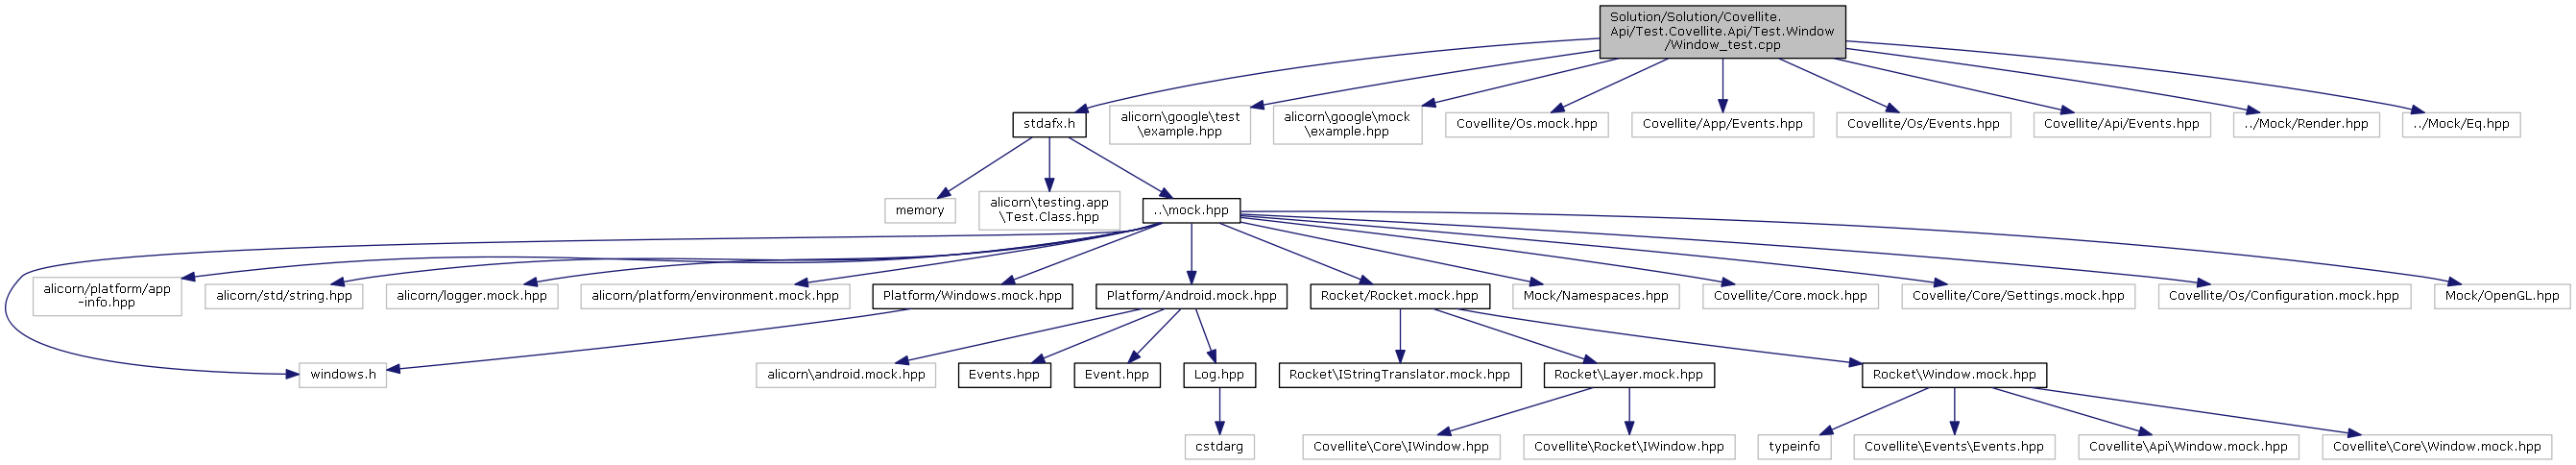 Solution/Solution/Covellite.
Api/Test.Covellite.Api/Test.Window
/Window_test.cpp
stdafx.h
alicorn\google\test
\example.hpp
alicorn\google\mock
\example.hpp
Covellite/Os.mock.hpp
Covellite/App/Events.hpp
Covellite/Os/Events.hpp
Covellite/Api/Events.hpp
../Mock/Render.hpp
../Mock/Eq.hpp
memory
alicorn\testing.app
\Test.Class.hpp
..\mock.hpp
alicorn/platform/app
-info.hpp
alicorn/std/string.hpp
alicorn/logger.mock.hpp
alicorn/platform/environment.mock.hpp
Platform/Windows.mock.hpp
Platform/Android.mock.hpp
Rocket/Rocket.mock.hpp
Mock/Namespaces.hpp
Covellite/Core.mock.hpp
Covellite/Core/Settings.mock.hpp
Covellite/Os/Configuration.mock.hpp
Mock/OpenGL.hpp
windows.h
alicorn\android.mock.hpp
Events.hpp
Event.hpp
Log.hpp
Rocket\IStringTranslator.mock.hpp
Rocket\Layer.mock.hpp
Rocket\Window.mock.hpp
cstdarg
Covellite\Core\IWindow.hpp
Covellite\Rocket\IWindow.hpp
typeinfo
Covellite\Events\Events.hpp
Covellite\Api\Window.mock.hpp
Covellite\Core\Window.mock.hpp